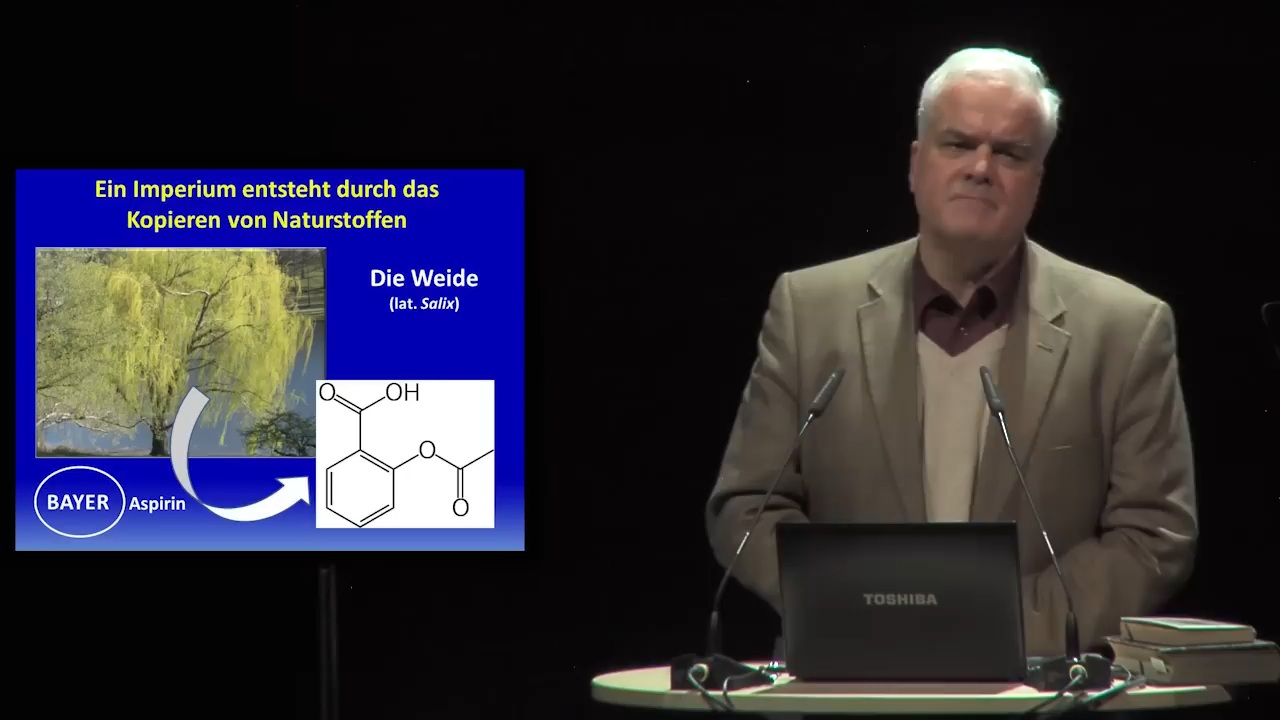 Ein Imperium entsteht durch das
Kopieren von Naturstoffen
Die Weide
(lat. Salix)
O OH
O
O
BAYER Aspirin
TOSHIBA